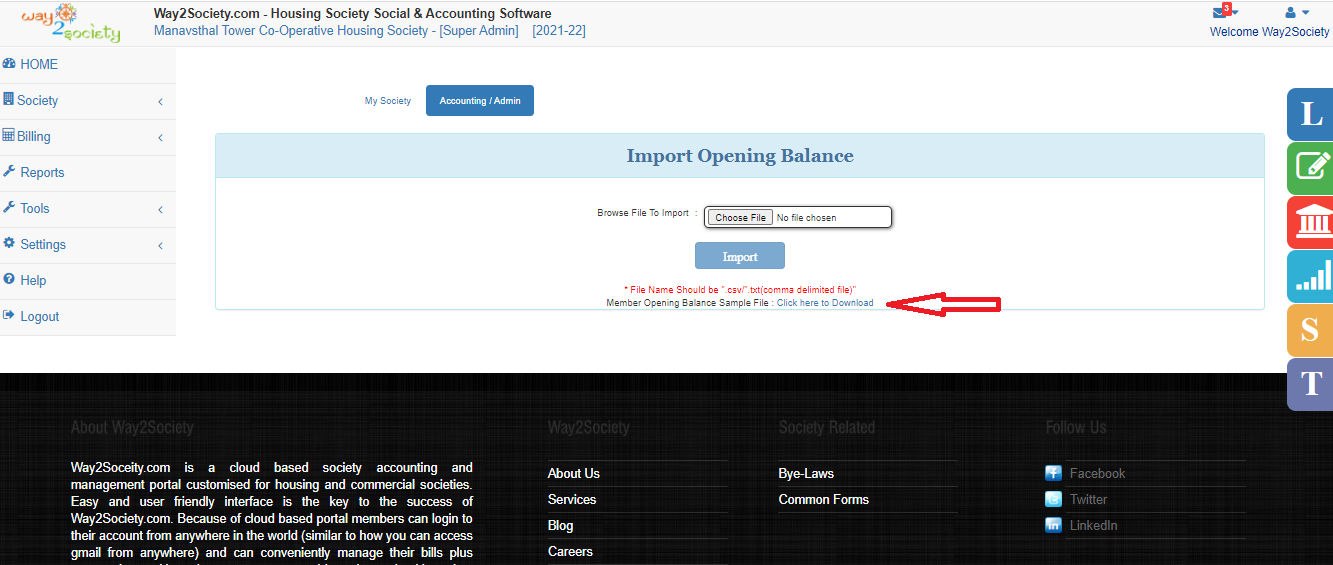 way
2society
Way2Society.com - Housing Society Social & Accounting Software
Manavsthal Tower Co-Operative Housing Society - [Super Admin] [2021-22]
3
Welcome Way2Society
HOME
Society
Billing
Reports
Tools
Settings
Help
Logout
My Society
Accounting / Admin
Import Opening Balance
Browse File To Import :
Choose File No file chosen
Import
* File Name Should be ".csv/".txt(comma delimited file)"
Member Opening Balance Sample File : Click here to Download
L
S
T
About Way2Society
Way2Soceity.com is a cloud based society accounting and
management portal customised for housing and commercial societies.
Easy and user friendly interface is the key to the success of
Way2Society.com. Because of cloud based portal members can login to
their account from anywhere in the world (similar to how you can access
gmail from anywhere) and can conveniently manage their bills plus
Way2Society
About Us
Services
Blog
Careers
Society Related
Bye-Laws
Common Forms
Follow Us
Facebook
Twitter
LinkedIn